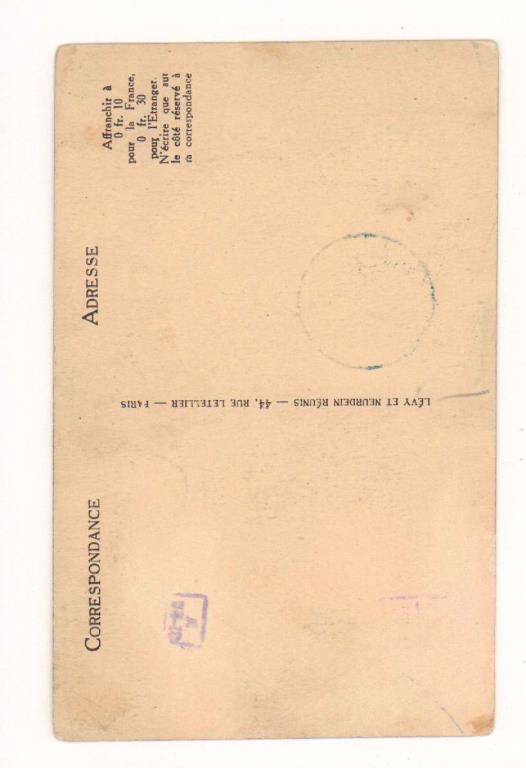 CORRESPONDANCE
ADRESSE
Affranchir à
0 fr. 10
pour la France,
0 fr. 30
pour l'Etranger.
N'écrire que sur
le côté réservé à
la correspondance
LÉVY ET NEURDEIN RÉUNIS — 44, RUE LETELLIER — PARIS